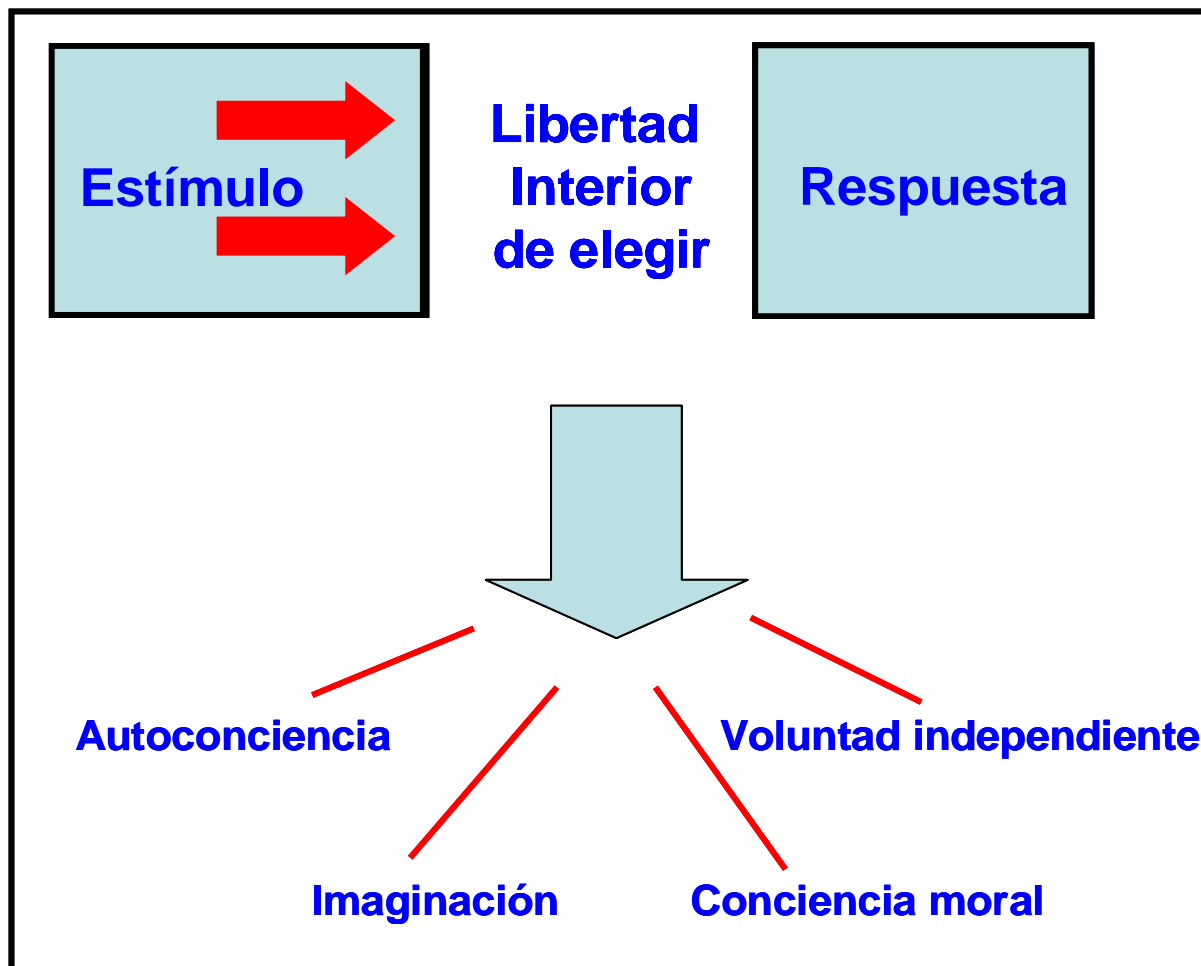 Estímulo
Libertad
Interior
de elegir
Respuesta
Autoconciencia
Voluntad independiente
Imaginación
Conciencia moral